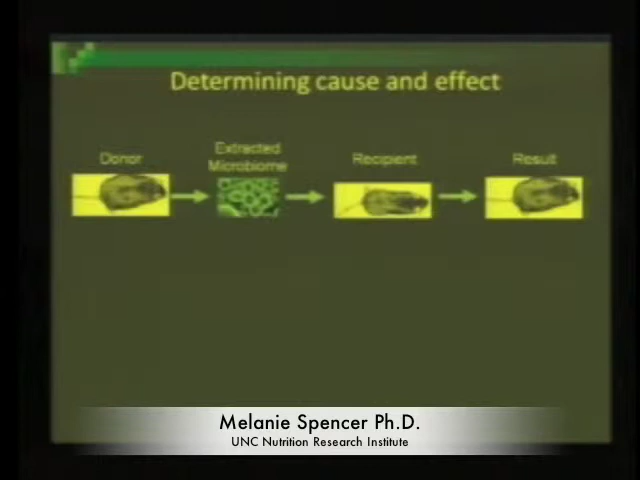 Determining cause and effect
Donor
Extracted
Microbiome
Recipient
Result
Melanie Spencer Ph.D.
UNC Nutrition Research Institute